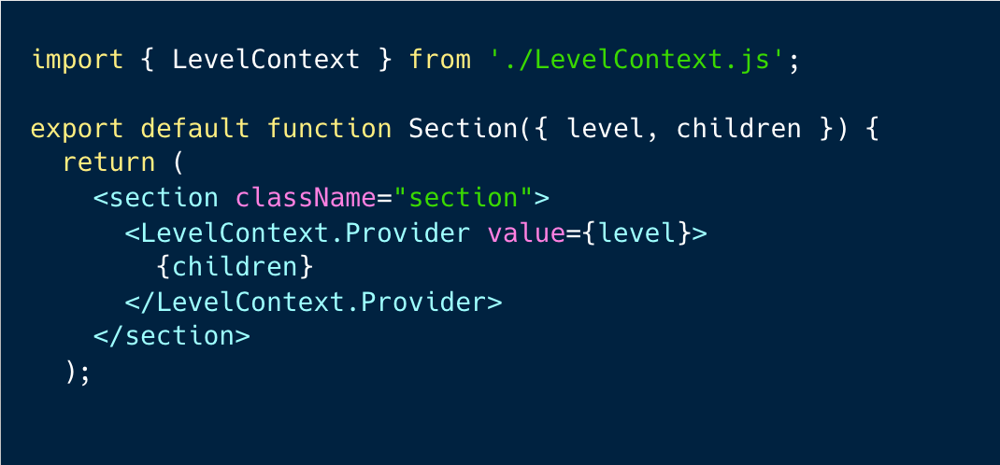 import { LevelContext } from './LevelContext.js';

export default function Section({ level, children }) {
  return (
    <section className="section">
      <LevelContext.Provider value={level}>
        {children}
      </LevelContext.Provider>
    </section>
  );